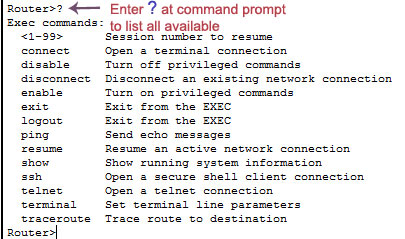 Router>? Enter ? at command prompt
to list all available
Exec commands:
<1-99> Session number to resume
connect Open a terminal connection
disable Turn off privileged commands
disconnect Disconnect an existing network connection
enable Turn on privileged commands
exit Exit from the EXEC
logout Exit from the EXEC
ping Send echo messages
resume Resume an active network connection
show Show running system information
ssh Open a secure shell client connection
telnet Open a telnet connection
terminal Set terminal line parameters
traceroute Trace route to destination
Router>